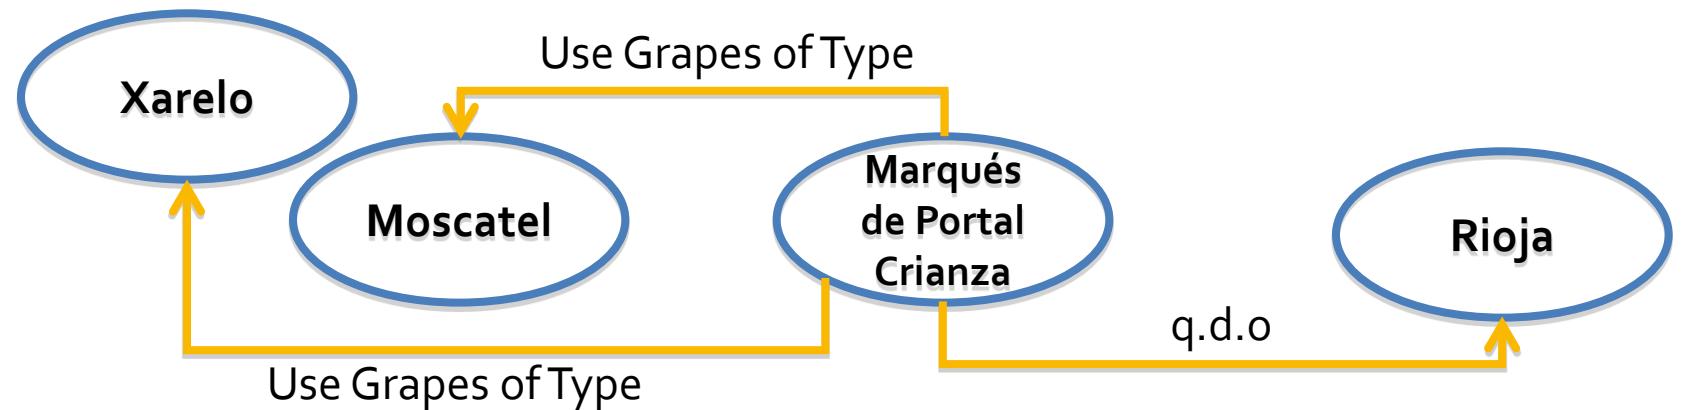 Use Grapes of Type
Xarelo
Moscatel
Marqués
de Portal
Crianza
Rioja
q.d.o
Use Grapes of Type